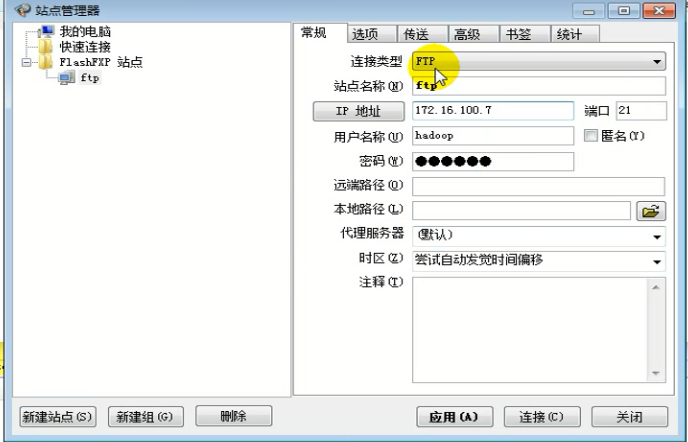 站点管理器
我的电脑
快速连接
FlashFXP 站点
ftp
常规 选项 传送 高级 书签 统计
连接类型 FTP
站点名称(N) ftp
IP 地址 172.16.100.7 端口 21
用户名称(U) hadoop 匿名(Y)
密码(W) ●●●●●●
远端路径(O)
本地路径(L)
代理服务器 (默认)
时区(Z) 尝试自动发觉时间偏移
注释(T)
新建站点(S) 新建组(G) 删除 应用(A) 连接(C) 关闭